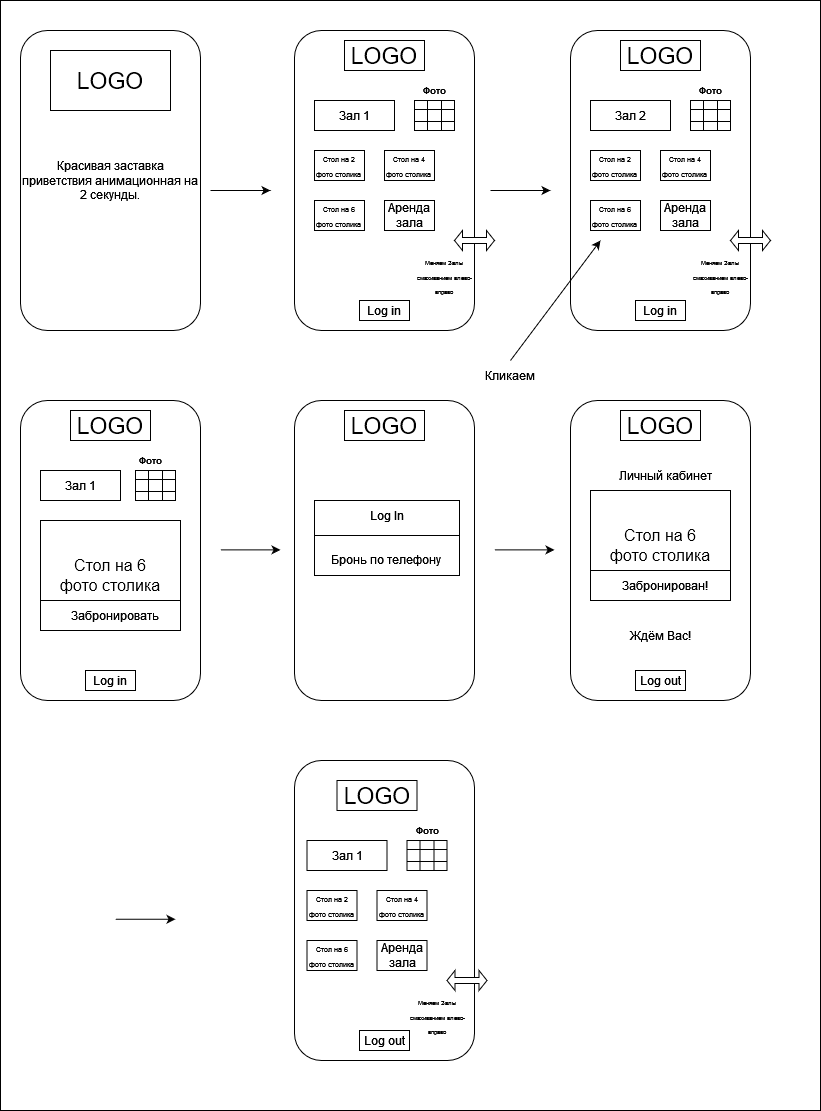 LOGO
Красивая заставка
приветствия анимационная на
2 секунды.
LOGO
Фото
Зал 1
Стол на 2
фото столика
Стол на 4
фото столика
Стол на 6
фото столика
Аренда
зала
Меняем Залы
смахиванием влево-
вправо
Log in
LOGO
Фото
Зал 2
Стол на 2
фото столика
Стол на 4
фото столика
Стол на 6
фото столика
Аренда
зала
Меняем Залы
смахиванием влево-
вправо
Log in
Кликаем
LOGO
Фото
Зал 1
Стол на 6
фото столика
Забронировать
Log in
LOGO
Log In
Бронь по телефону
LOGO
Личный кабинет
Стол на 6
фото столика
Забронирован!
Ждём Вас!
Log out
LOGO
Фото
Зал 1
Стол на 2
фото столика
Стол на 4
фото столика
Стол на 6
фото столика
Аренда
зала
Меняем Залы
смахиванием влево-
вправо
Log out